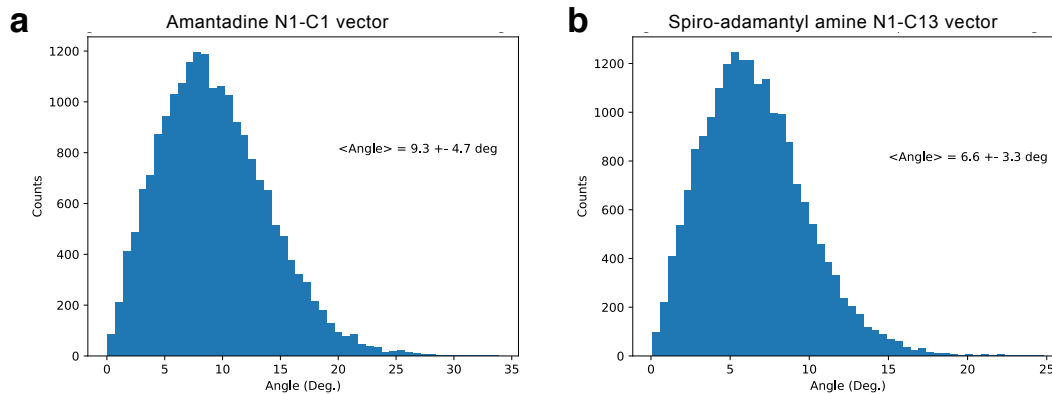 a
Amantadine N1-C1 vector
1200
1000
800
600
400
200
0
Counts
<Angle> = 9.3 +- 4.7 deg
0 5 10 15 20 25 30 35
Angle (Deg.)
b
Spiro-adamantyl amine N1-C13 vector
1200
1000
800
600
400
200
0
Counts
<Angle> = 6.6 +- 3.3 deg
0 5 10 15 20 25
Angle (Deg.)